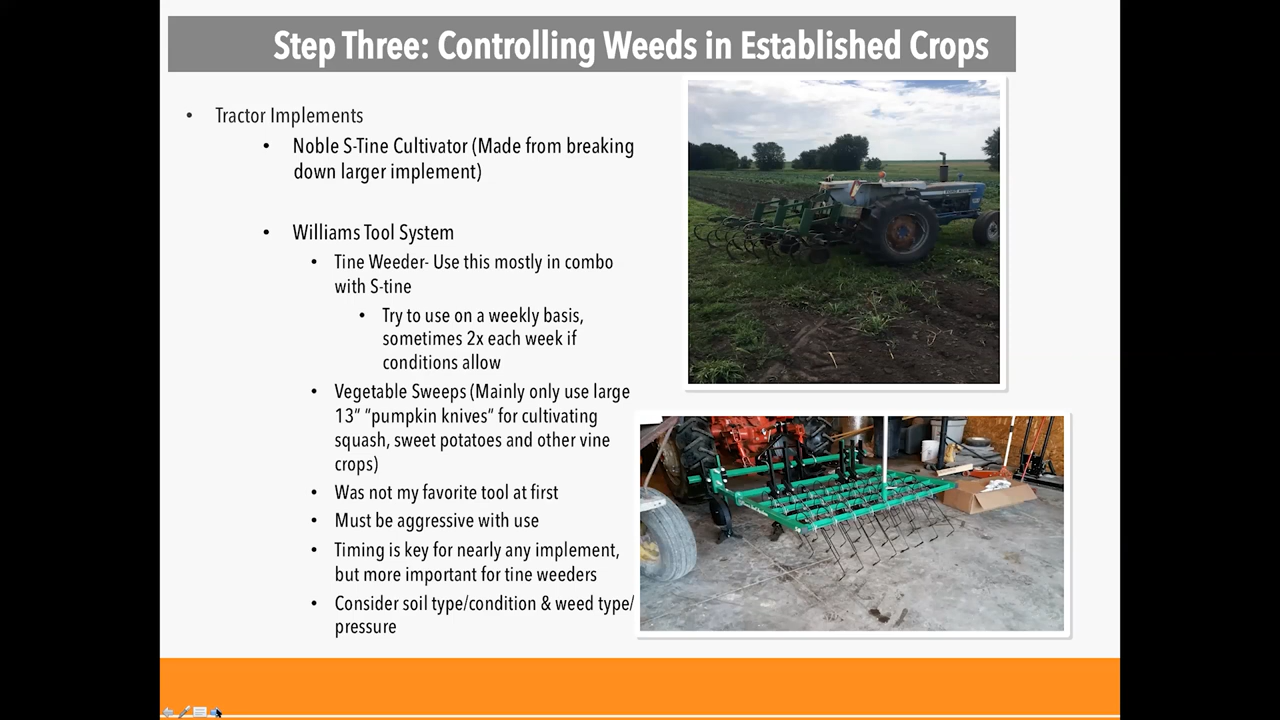 Step Three: Controlling Weeds in Established Crops
• Tractor Implements
• Noble S-Tine Cultivator (Made from breaking
down larger implement)
• Williams Tool System
• Tine Weeder- Use this mostly in combo
with S-tine
• Try to use on a weekly basis,
sometimes 2x each week if
conditions allow
• Vegetable Sweeps (Mainly only use large
13” “pumpkin knives” for cultivating
squash, sweet potatoes and other vine
crops)
• Was not my favorite tool at first
• Must be aggressive with use
• Timing is key for nearly any implement,
but more important for tine weeders
• Consider soil type/condition & weed type/
pressure